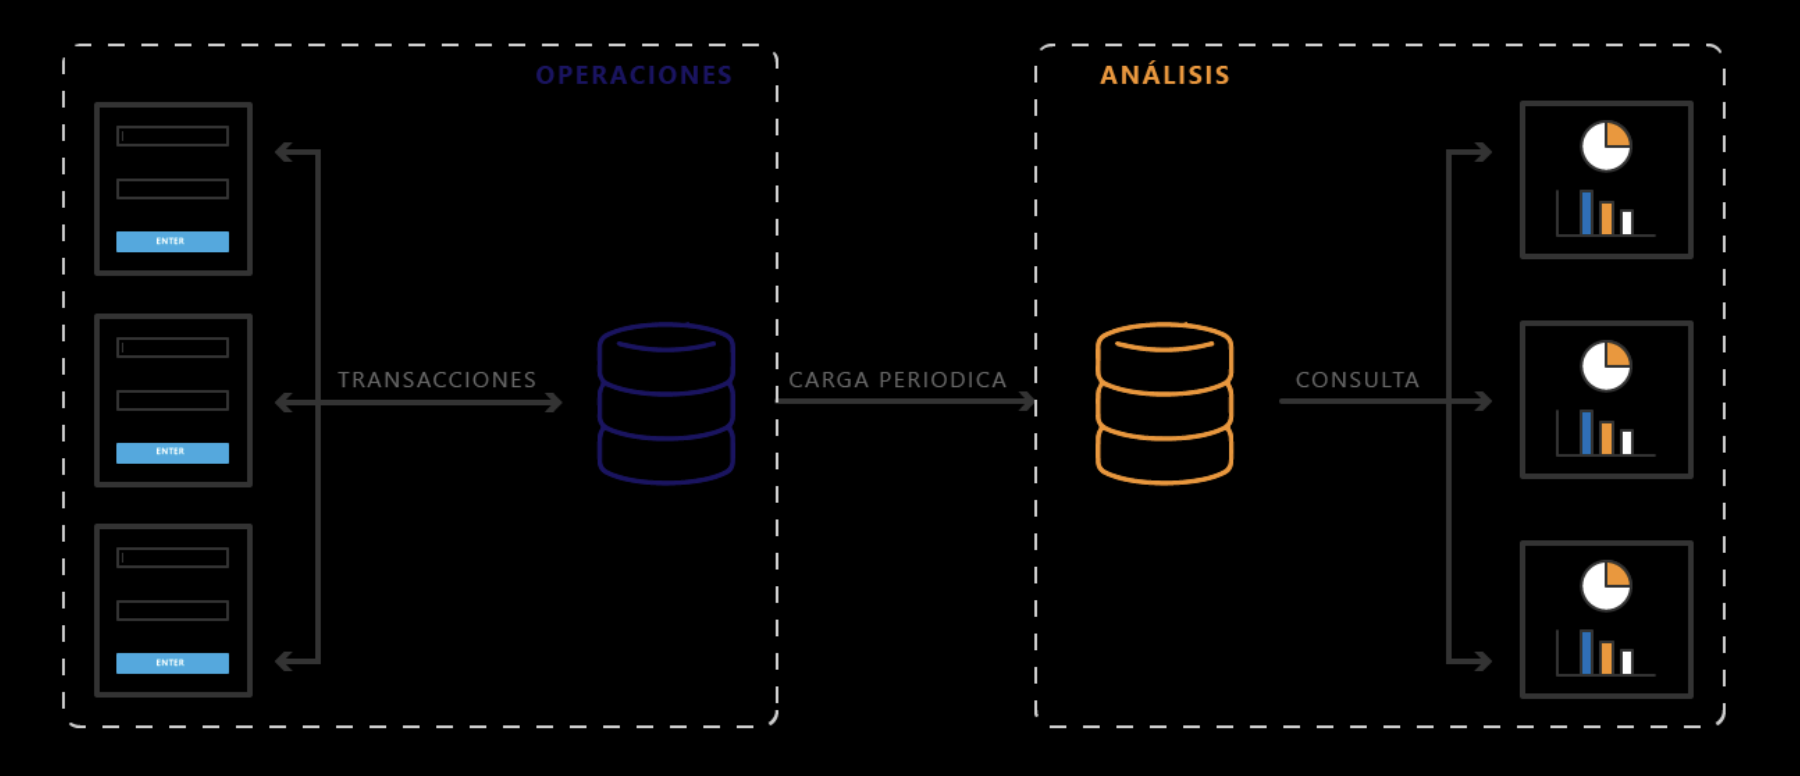 OPERACIONES
ANÁLISIS
ENTER
TRANSACCIONES
CARGA PERIODICA
CONSULTA
ENTER
ENTER